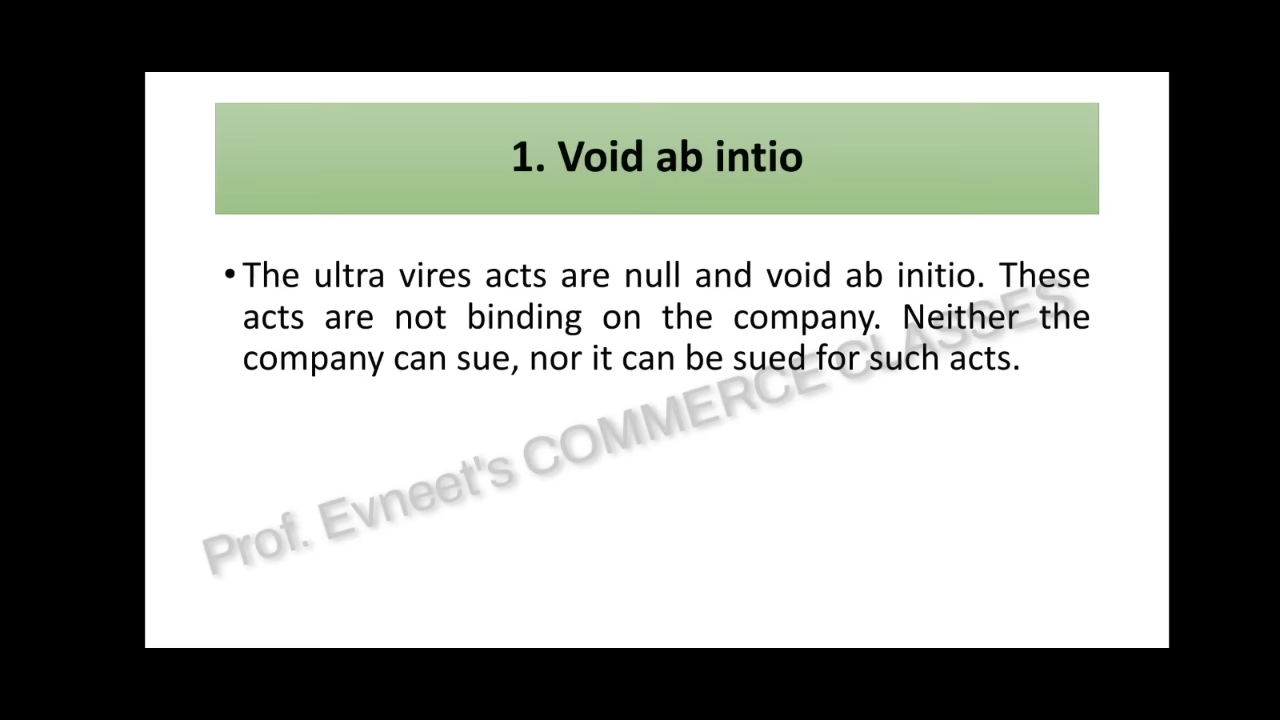 1. Void ab intio
•The ultra vires acts are null and void ab initio. These
acts are not binding on the company. Neither the
company can sue, nor it can be sued for such acts.
Prof. Evneet's COMMERCE CLASSES